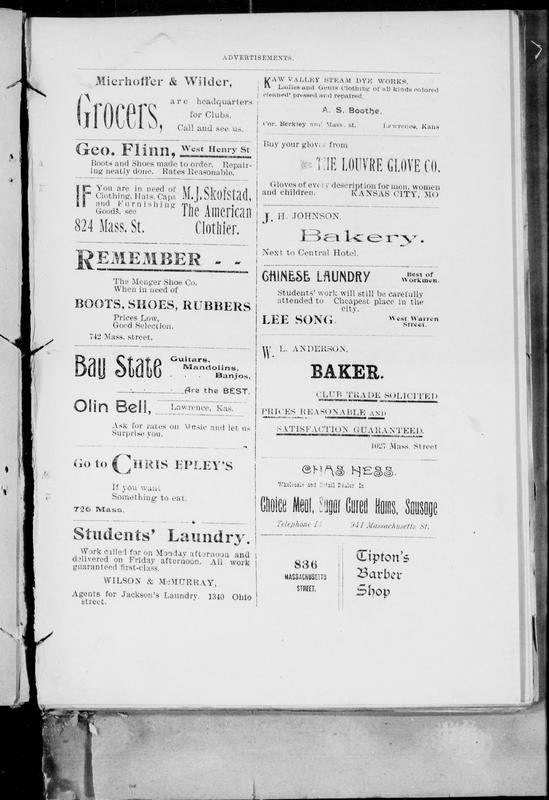 ADVERTISEMENTS.
Mierhoffer & Wilder,
Grocers,
are headquarters
for Clubs.
Call and see us.
Geo. Flinn, West Henry St
Boots and Shoes made to order. Repair-
ing neatly done. Rates Reasonable.
IF
You are in need of
Clothing, Hats, Caps
and Furnishing
Goods, see
824 Mass. St.
M. J. Skofstad,
The American
Clothier.
REMEMBER - -
The Menger Shoe Co.
When in need of
BOOTS, SHOES, RUBBERS
Prices Low,
Good Selection.
742 Mass. street.
Bay State
Guitars,
Mandolins,
Banjos,
Are the BEST.
Olin Bell, Lawrence, Kas.
Ask for rates on Music and let us
Surprise you.
Go to CHRIS EPLEY'S
If you want
Something to eat.
726 Mass.
Students' Laundry.
Work called for on Monday afternoon and
delivered on Friday afternoon. All work
guaranteed first-class.
WILSON & McMURRAY,
Agents for Jackson's Laundry. 1340 Ohio
street.
KAW VALLEY STEAM DYE WORKS.
Ladies and Gents Clothing of all kinds colored
cleaned pressed and repaired.
A. S. Boothe,
Cor. Berkley and Mass. st. Lawrence, Kans
Buy your gloves from
THE LOUVRE GLOVE CO.
Gloves of every description for men, women
and children. KANSAS CITY, MO
J. H. JOHNSON.
Bakery.
Next to Central Hotel.
CHINESE LAUNDRY Best of
Workmen.
Students' work will still be carefully
attended to Cheapest place in the
city.
LEE SONG. West Warren
Street.
W. L. ANDERSON,
BAKER.
CLUB TRADE SOLICITED
PRICES REASONABLE AND
SATISFACTION GUARANTEED.
1027 Mass. Street
CHAS HESS.
Wholesale and Retail Dealer In
Choice Meat, Sugar Cured Hams, Sausage
Telephone 941 Massachusetts St.
836
MASSACHUSETTS
STREET.
Tipton's
Barber
Shop